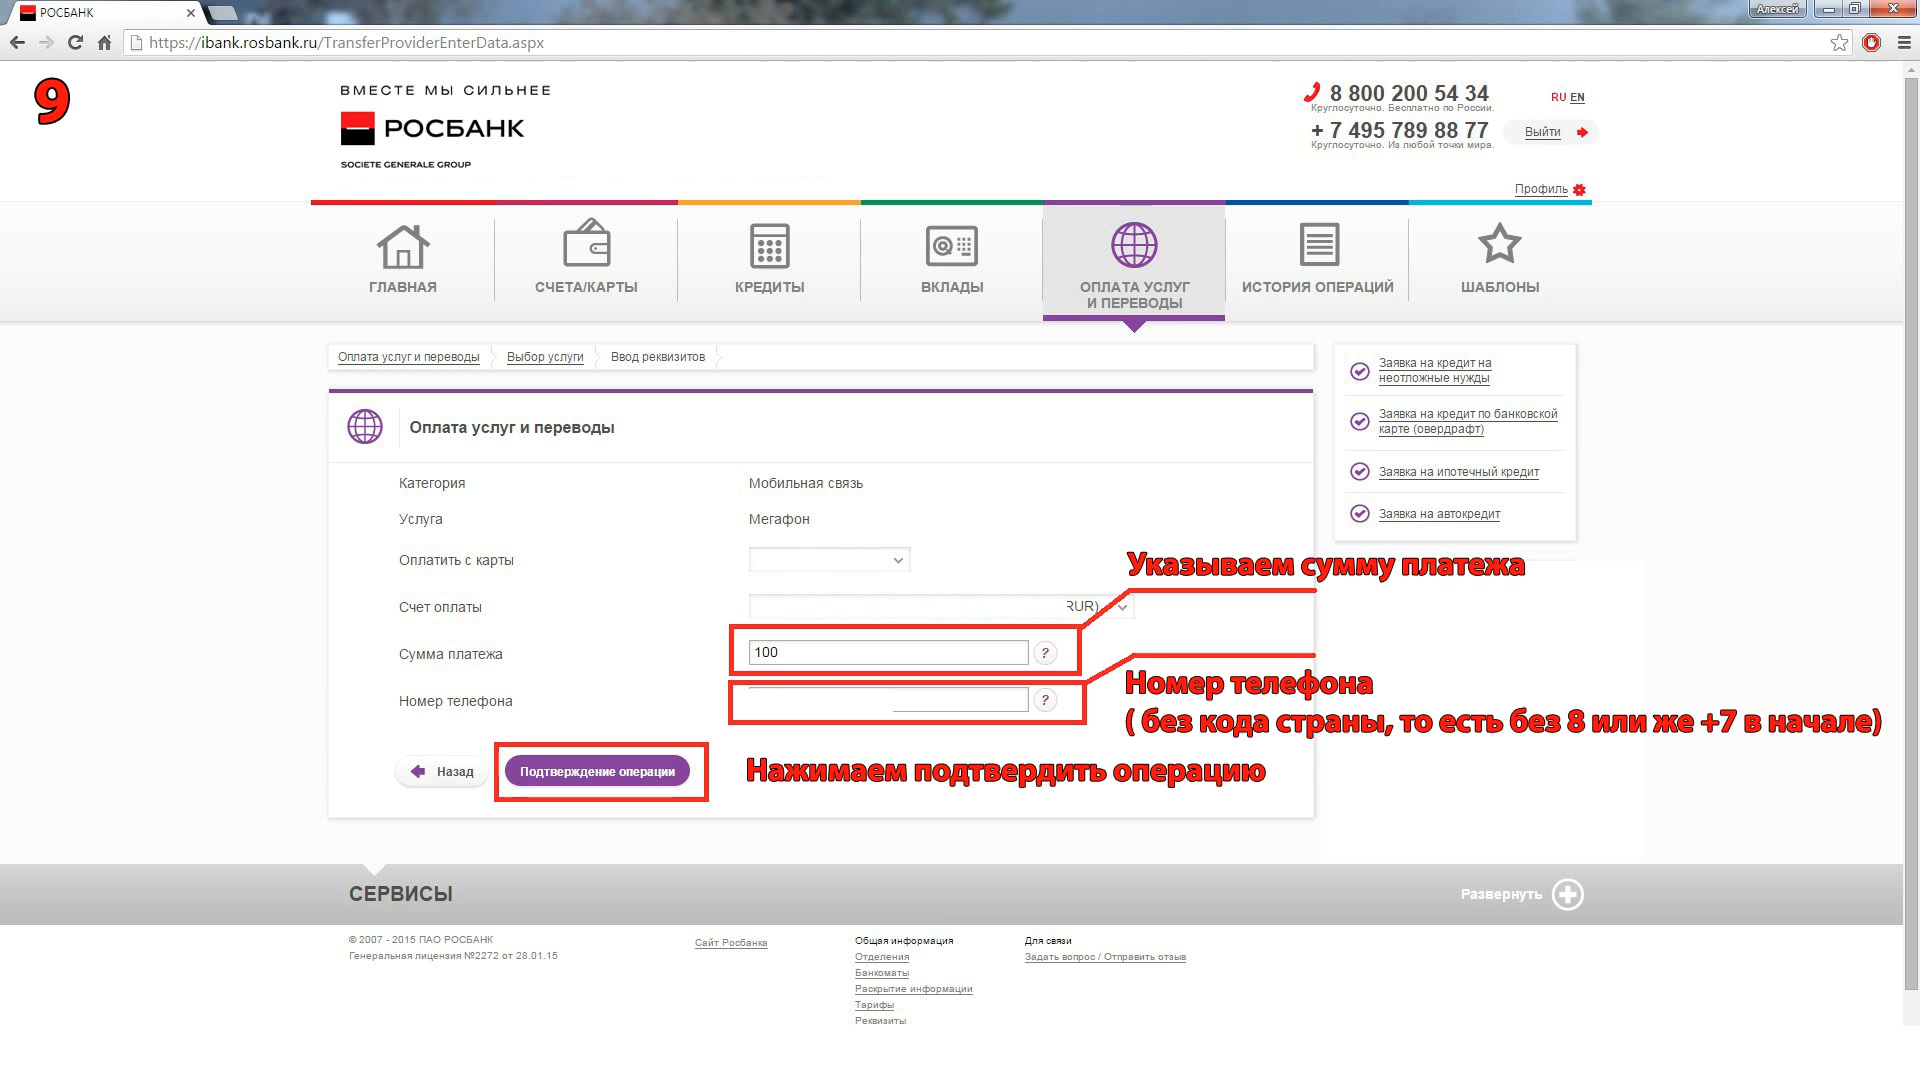 РОСБАНК
Алексей
https://ibank.rosbank.ru/TransferProviderEnterData.aspx
9
ВМЕСТЕ МЫ СИЛЬНЕЕ
РОСБАНК
SOCIETE GENERALE GROUP
8 800 200 54 34
Круглосуточно. Бесплатно по России.
+ 7 495 789 88 77
Круглосуточно. Из любой точки мира.
RU EN
Выйти
Профиль
ГЛАВНАЯ
СЧЕТА/КАРТЫ
КРЕДИТЫ
ВКЛАДЫ
ОПЛАТА УСЛУГ
И ПЕРЕВОДЫ
ИСТОРИЯ ОПЕРАЦИЙ
ШАБЛОНЫ
Оплата услуг и переводы
Выбор услуги
Ввод реквизитов
Заявка на кредит на
неотложные нужды
Заявка на кредит по банковской
карте (овердрафт)
Заявка на ипотечный кредит
Заявка на автокредит
Оплата услуг и переводы
Категория
Мобильная связь
Услуга
Мегафон
Оплатить с карты
Счет оплаты
RUR)
Сумма платежа
100
?
Номер телефона
?
Указываем сумму платежа
Номер телефона
( без кода страны, то есть без 8 или же +7 в начале)
Назад
Подтверждение операции
Нажимаем подтвердить операцию
СЕРВИСЫ
Развернуть
© 2007 - 2015 ПАО РОСБАНК
Генеральная лицензия №2272 от 28.01.15
Сайт Росбанка
Общая информация
Отделения
Банкоматы
Раскрытие информации
Тарифы
Реквизиты
Для связи
Задать вопрос / Отправить отзыв